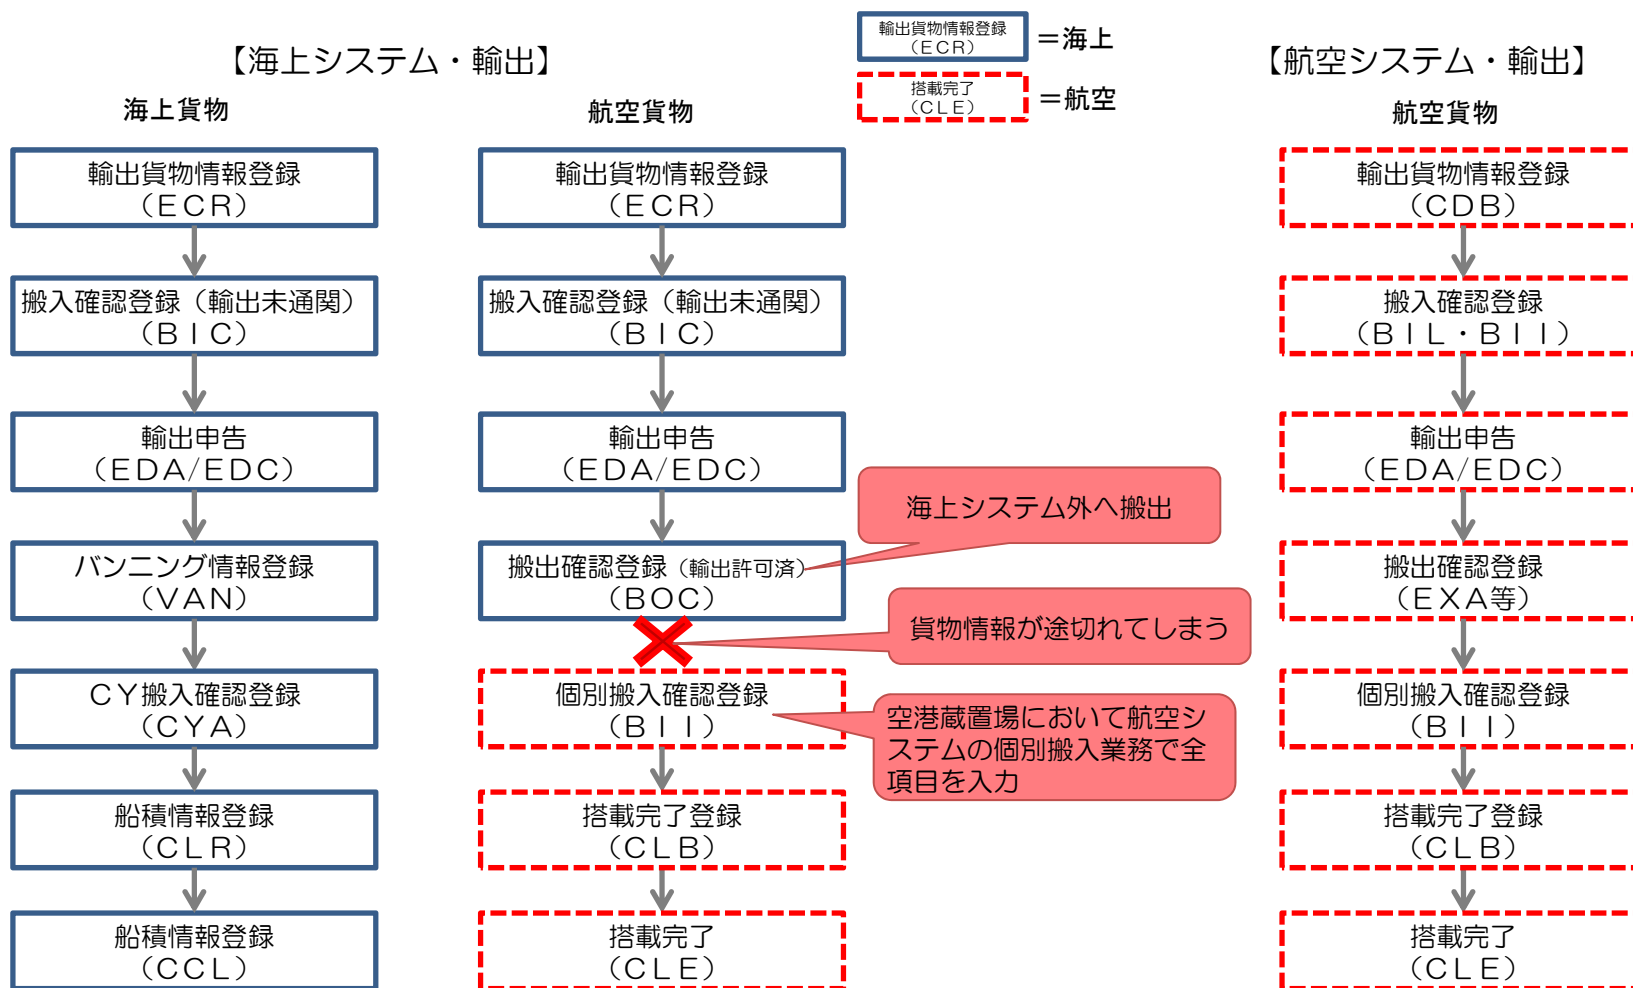 【海上システム・輸出】
輸出貨物情報登録
（ＥＣＲ）
＝海上
搭載完了
（ＣＬＥ）
＝航空
【航空システム・輸出】
海上貨物
輸出貨物情報登録
（ＥＣＲ）
搬入確認登録（輸出未通関）
（ＢＩＣ）
輸出申告
（ＥＤＡ/ＥＤＣ）
バンニング情報登録
（ＶＡＮ）
ＣＹ搬入確認登録
（ＣＹＡ）
船積情報登録
（ＣＬＲ）
船積情報登録
（ＣＣＬ）
航空貨物
輸出貨物情報登録
（ＥＣＲ）
搬入確認登録（輸出未通関）
（ＢＩＣ）
輸出申告
（ＥＤＡ/ＥＤＣ）
搬出確認登録（輸出許可済）
（ＢＯＣ）
個別搬入確認登録
（ＢＩＩ）
搭載完了登録
（ＣＬＢ）
搭載完了
（ＣＬＥ）
海上システム外へ搬出
貨物情報が途切れてしまう
空港蔵置場において航空シ
ステムの個別搬入業務で全
項目を入力
航空貨物
輸出貨物情報登録
（ＣＤＢ）
搬入確認登録
（ＢＩＬ・ＢＩＩ）
輸出申告
（ＥＤＡ/ＥＤＣ）
搬出確認登録
（ＥＸＡ等）
個別搬入確認登録
（ＢＩＩ）
搭載完了登録
（ＣＬＢ）
搭載完了
（ＣＬＥ）